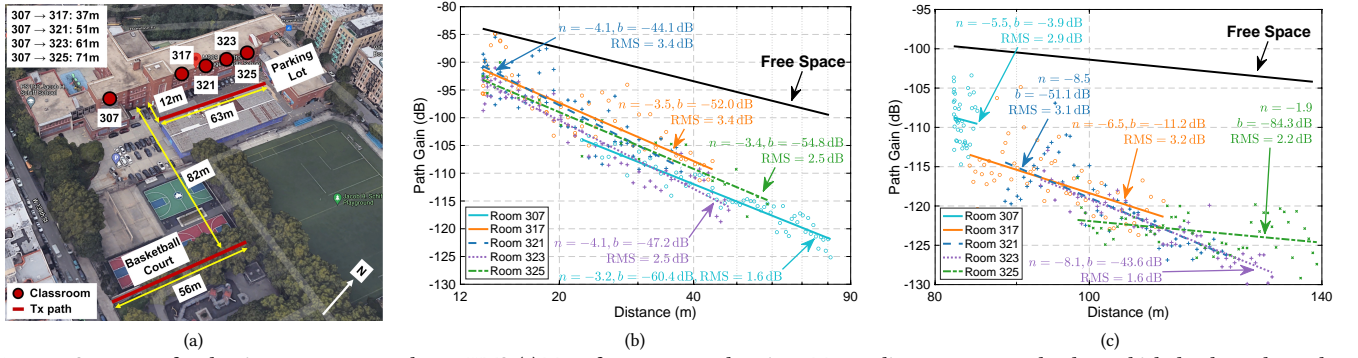 307 → 317: 37m
307 → 321: 51m
307 → 323: 61m
307 → 325: 71m
323
317
321
325
307
Parking
Lot
12m
63m
82m
Basketball
Court
56m
N
Classroom
Tx path
(a)
-80
-85
-90
-95
-100
-105
-110
-115
-120
-125
-130
Path Gain (dB)
n = −4.1, b = −44.1 dB
RMS = 3.4 dB
Free Space
n = −3.5, b = −52.0 dB
RMS = 3.4 dB
n = −3.4, b = −54.8 dB
RMS = 2.5 dB
n = −4.1, b = −47.2 dB
RMS = 2.5 dB
n = −3.2, b = −60.4 dB, RMS = 1.6 dB
Room 307
Room 317
Room 321
Room 323
Room 325
12
20
40
90
Distance (m)
(b)
-95
-100
-105
-110
-115
-120
-125
-130
Path Gain (dB)
n = −5.5, b = −3.9 dB
RMS = 2.9 dB
Free Space
n = −8.5
b = −51.1 dB
RMS = 3.1 dB
n = −6.5, b = −11.2 dB
RMS = 3.2 dB
n = −1.9
b = −84.3 dB
RMS = 2.2 dB
n = −8.1, b = −43.6 dB
RMS = 1.6 dB
Room 307
Room 317
Room 321
Room 323
Room 325
80
100
140
Distance (m)
(c)